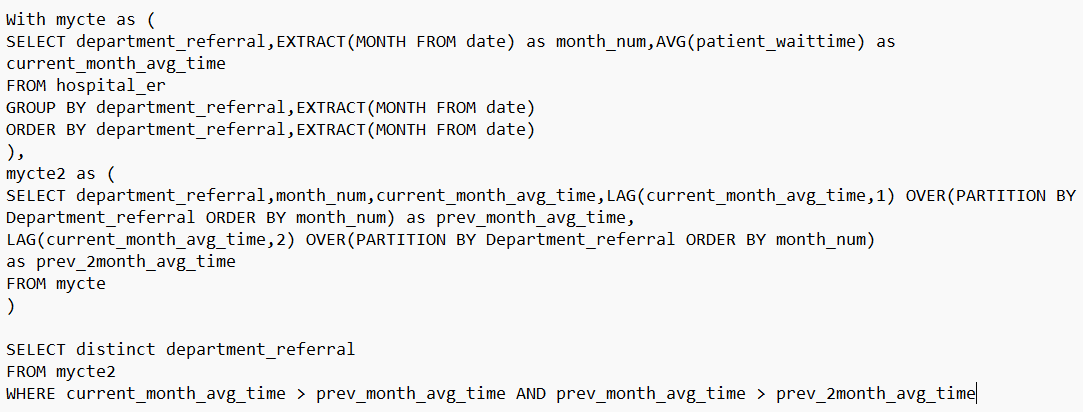 With mycte as (
SELECT department_referral,EXTRACT(MONTH FROM date) as month_num,AVG(patient_waittime) as
current_month_avg_time
FROM hospital_er
GROUP BY department_referral,EXTRACT(MONTH FROM date)
ORDER BY department_referral,EXTRACT(MONTH FROM date)
),
mycte2 as (
SELECT department_referral,month_num,current_month_avg_time,LAG(current_month_avg_time,1) OVER(PARTITION BY
Department_referral ORDER BY month_num) as prev_month_avg_time,
LAG(current_month_avg_time,2) OVER(PARTITION BY Department_referral ORDER BY month_num)
as prev_2month_avg_time
FROM mycte
)
SELECT distinct department_referral
FROM mycte2
WHERE current_month_avg_time > prev_month_avg_time AND prev_month_avg_time > prev_2month_avg_time